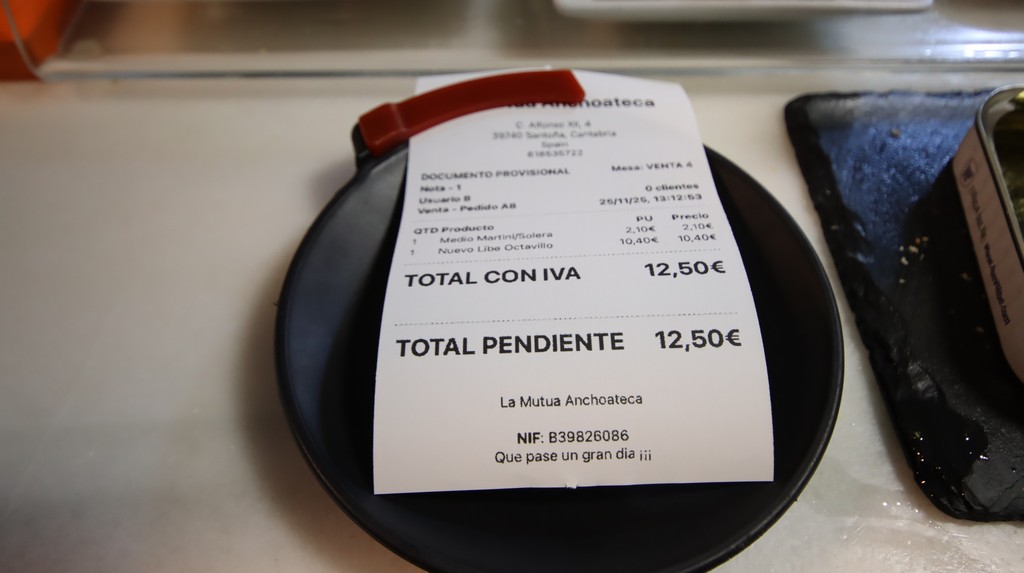 Anchoateca
C. Alfonso XII, 4
39740 Santoña, Cantabria
Spain
618535722
DOCUMENTO PROVISIONAL Mesa: VENTA 4
Nota - 1 0 clientes
Usuario B 25/11/25, 13:12:53
Venta - Pedido AB
QTD Producto PU Precio
1 Medio Martini/Solera 2,10€ 2,10€
1 Nuevo Libe Octavillo 10,40€ 10,40€
TOTAL CON IVA 12,50€
TOTAL PENDIENTE 12,50€
La Mutua Anchoateca
NIF: B39826086
Que pase un gran dia ¡¡¡